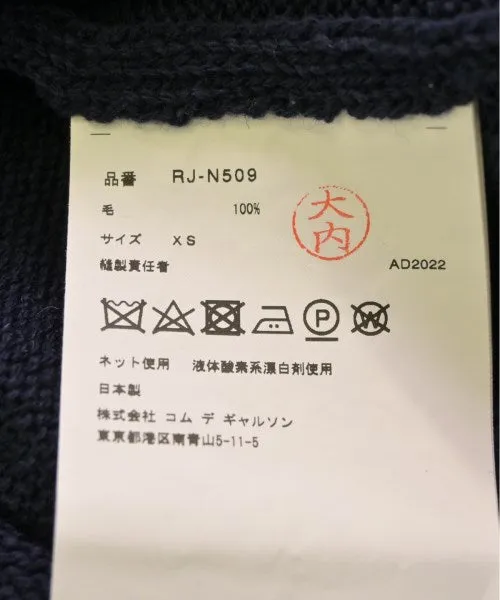 品番 RJ-N509
毛 100%
大内
サイズ XS
縫製責任者 AD2022
P W
ネット使用 液体酸素系漂白剤使用
日本製
株式会社 コム デ ギャルソン
東京都港区南青山5-11-5